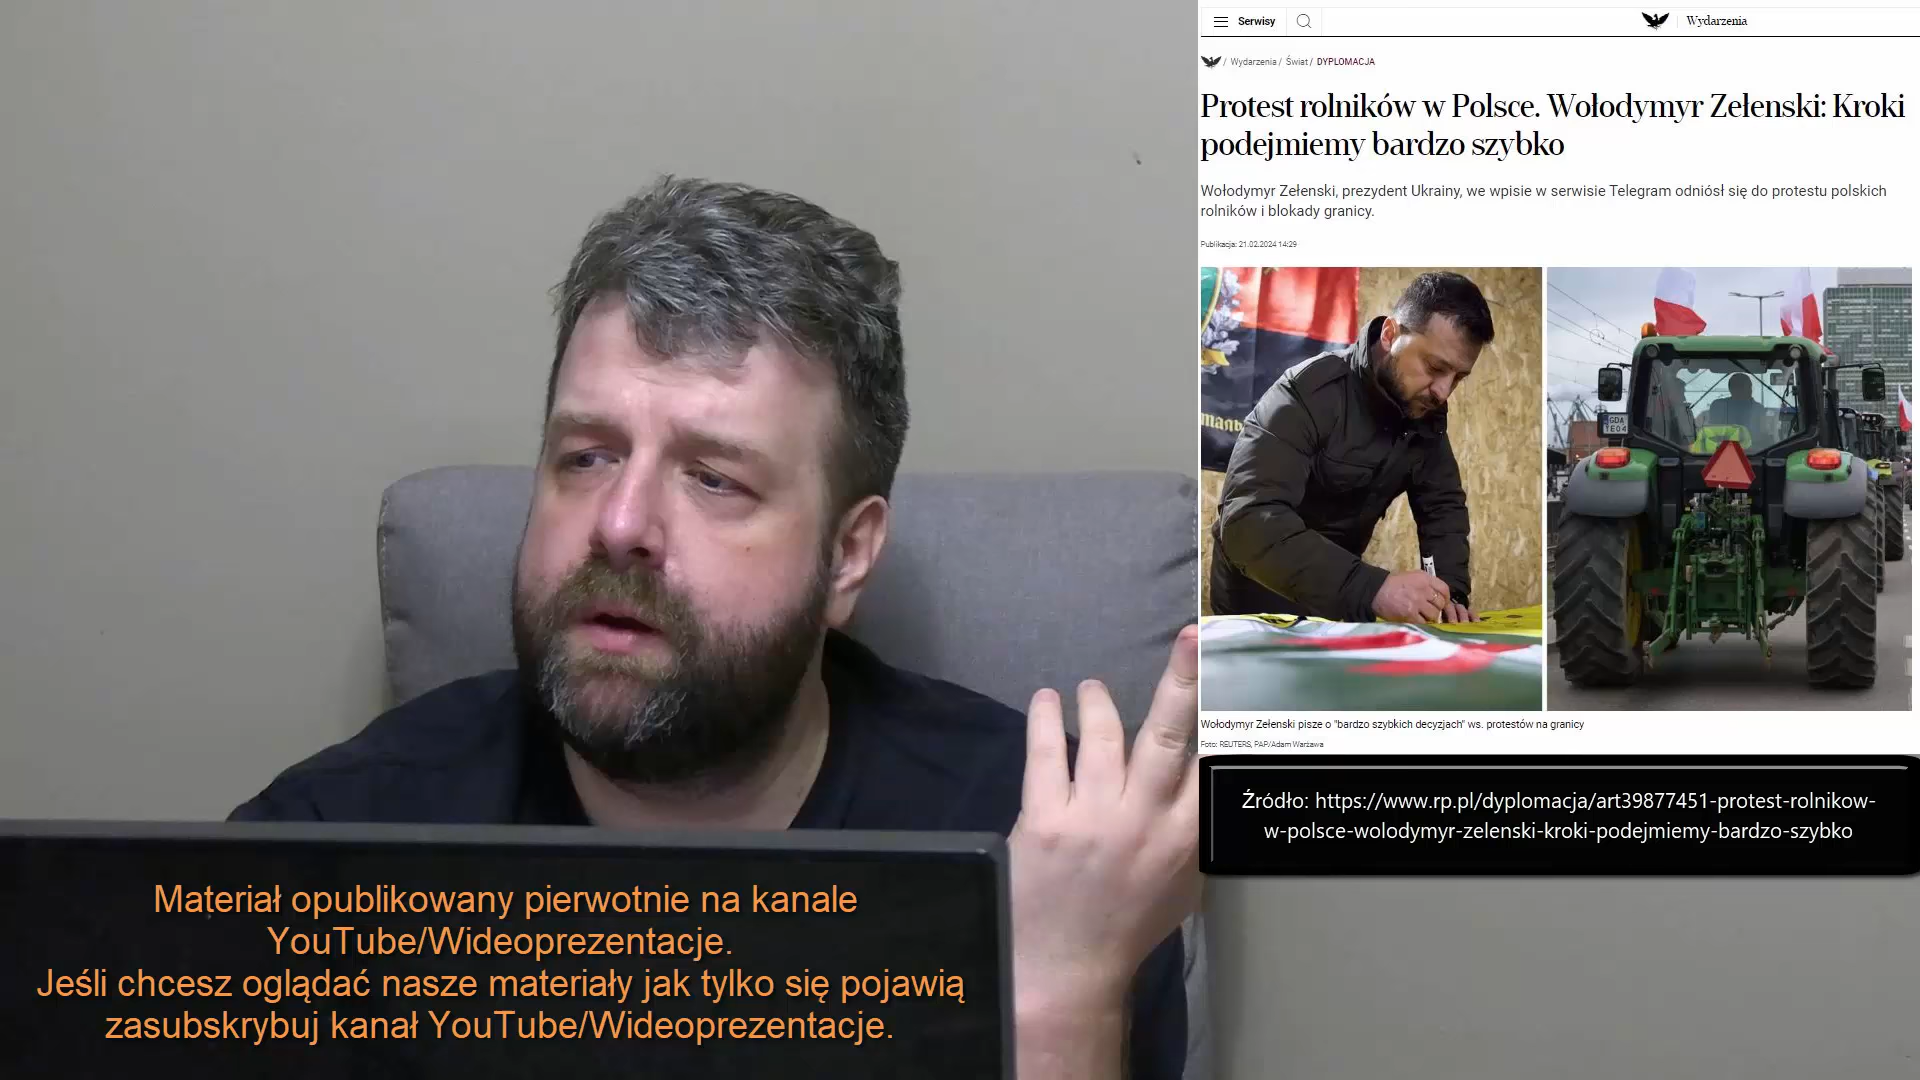 Serwisy
Wydarzenia
/ Wydarzenia / Świat / DYPLOMACJA
Protest rolników w Polsce. Wołodymyr Zełenski: Kroki
podejmiemy bardzo szybko
Wołodymyr Zełenski, prezydent Ukrainy, we wpisie w serwisie Telegram odniósł się do protestu polskich
rolników i blokady granicy.
Publikacja: 21.02.2024 14:29
GDA
Wołodymyr Zełenski pisze o "bardzo szybkich decyzjach" ws. protestów na granicy
Foto: REUTERS, PAP/Adam Warżawa
Źródło: https://www.rp.pl/dyplomacja/art39877451-protest-rolnikow-
w-polsce-wolodymyr-zelenski-kroki-podejmiemy-bardzo-szybko
Materiał opublikowany pierwotnie na kanale
YouTube/Wideoprezentacje.
Jeśli chcesz oglądać nasze materiały jak tylko się pojawią
zasubskrybuj kanał YouTube/Wideoprezentacje.